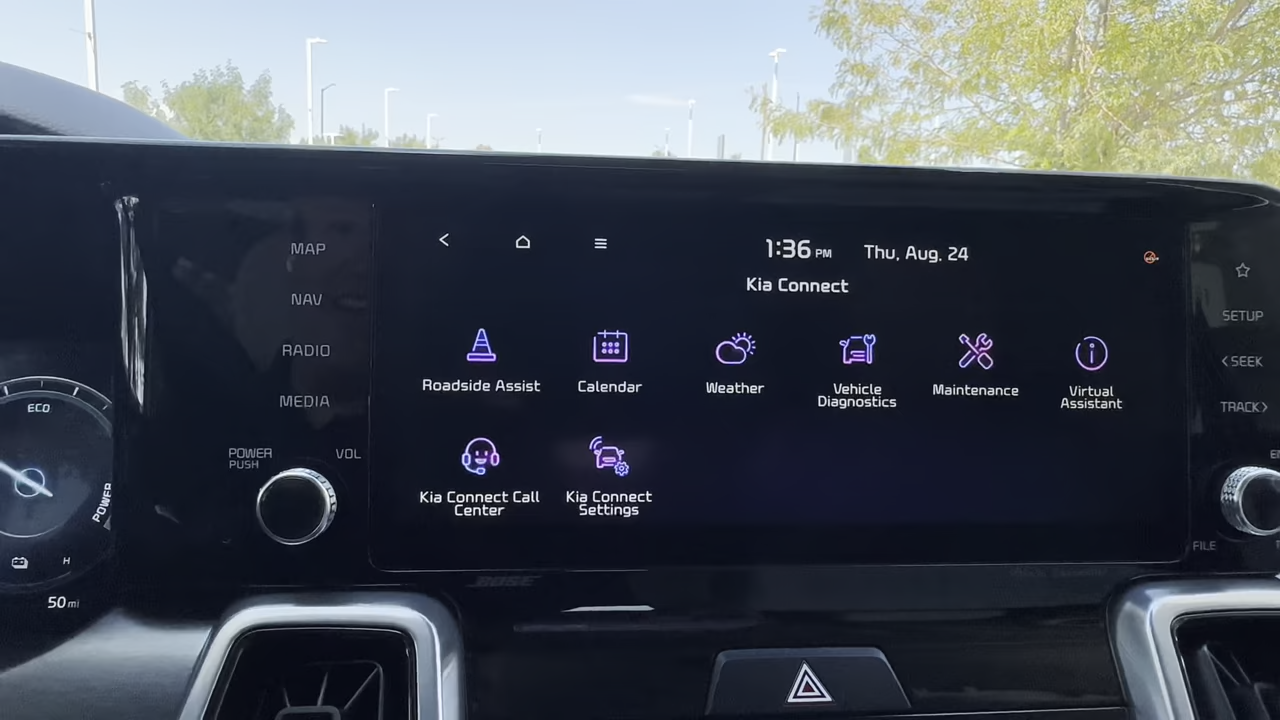 1:36 PM Thu, Aug. 24
Kia Connect
MAP
NAV
RADIO
MEDIA
POWER
PUSH
VOL
Roadside Assist
Calendar
Weather
Vehicle
Diagnostics
Maintenance
Virtual
Assistant
Kia Connect Call
Center
Kia Connect
Settings
SETUP
< SEEK
TRACK >
FILE
ECO
POWER
H
50 mi
BOSE